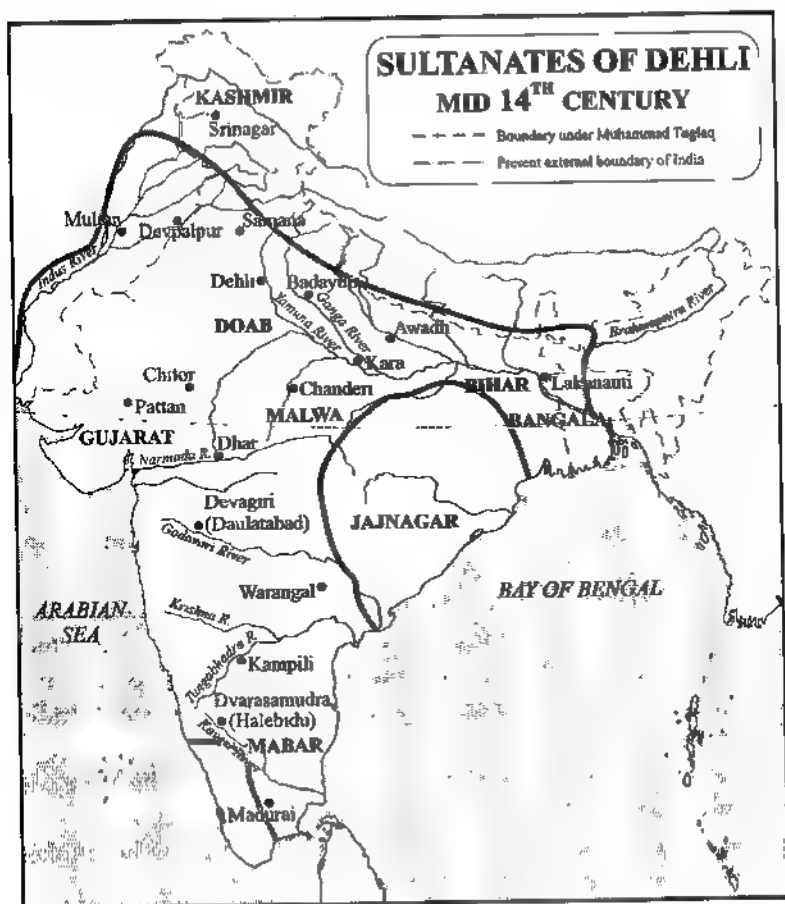 SULTANATES OF DEHLI
MID 14TH CENTURY
Boundary under Muhammad Tuglaq
Present external boundary of India
KASHMIR
Srinagar
Multan
Devpalpur
Samana
Indus River
Dehli
Badayun
Ganga River
Yamuna River
DOAB
Awadh
Brahmaputra River
Kara
Chitor
Chanderi
BIHAR
Laknauti
Pattan
MALWA
BANGALA
GUJARAT
Dhar
Narmada R.
Devagiri
(Daulatabad)
JAJNAGAR
Godavari River
Warangal
BAY OF BENGAL
ARABIAN
SEA
Krishna R.
Tungabhadra R.
Kampili
Dvarasamudra
(Halebidu)
MABAR
Madurai